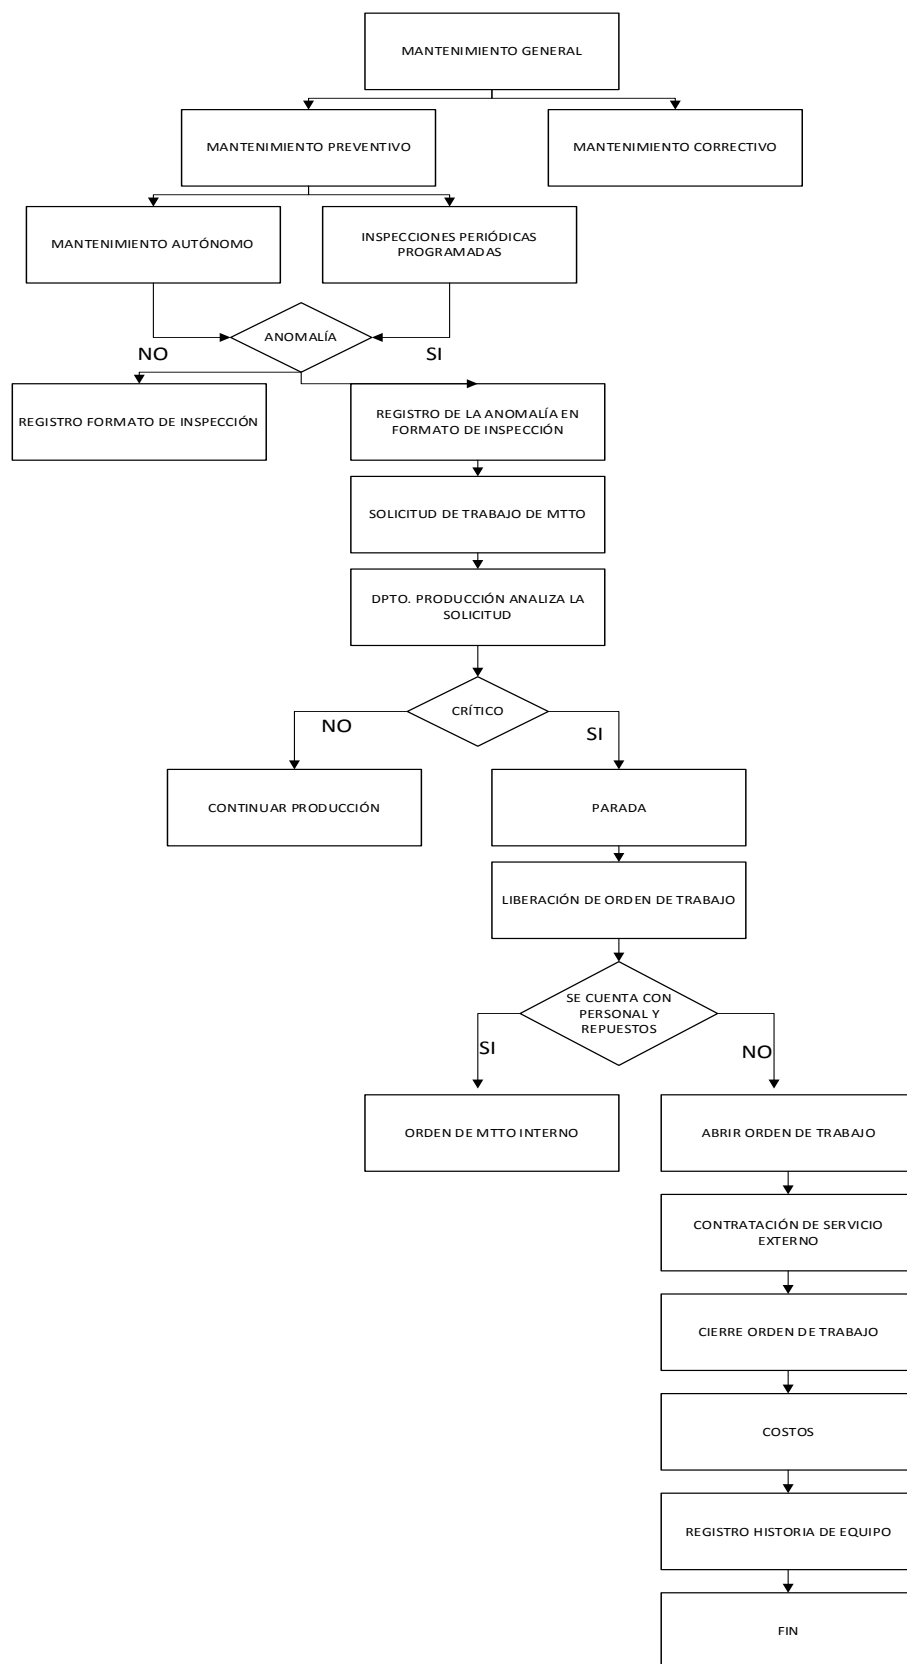 MANTENIMIENTO GENERAL
MANTENIMIENTO PREVENTIVO
MANTENIMIENTO CORRECTIVO
MANTENIMIENTO AUTÓNOMO
INSPECCIONES PERIÓDICAS
PROGRAMADAS
ANOMALÍA
NO
SI
REGISTRO FORMATO DE INSPECCIÓN
REGISTRO DE LA ANOMALÍA EN
FORMATO DE INSPECCIÓN
SOLICITUD DE TRABAJO DE MTTO
DPTO. PRODUCCIÓN ANALIZA LA
SOLICITUD
CRÍTICO
NO
SI
CONTINUAR PRODUCCIÓN
PARADA
LIBERACIÓN DE ORDEN DE TRABAJO
SE CUENTA CON
PERSONAL Y
REPUESTOS
SI
NO
ORDEN DE MTTO INTERNO
ABRIR ORDEN DE TRABAJO
CONTRATACIÓN DE SERVICIO
EXTERNO
CIERRE ORDEN DE TRABAJO
COSTOS
REGISTRO HISTORIA DE EQUIPO
FIN